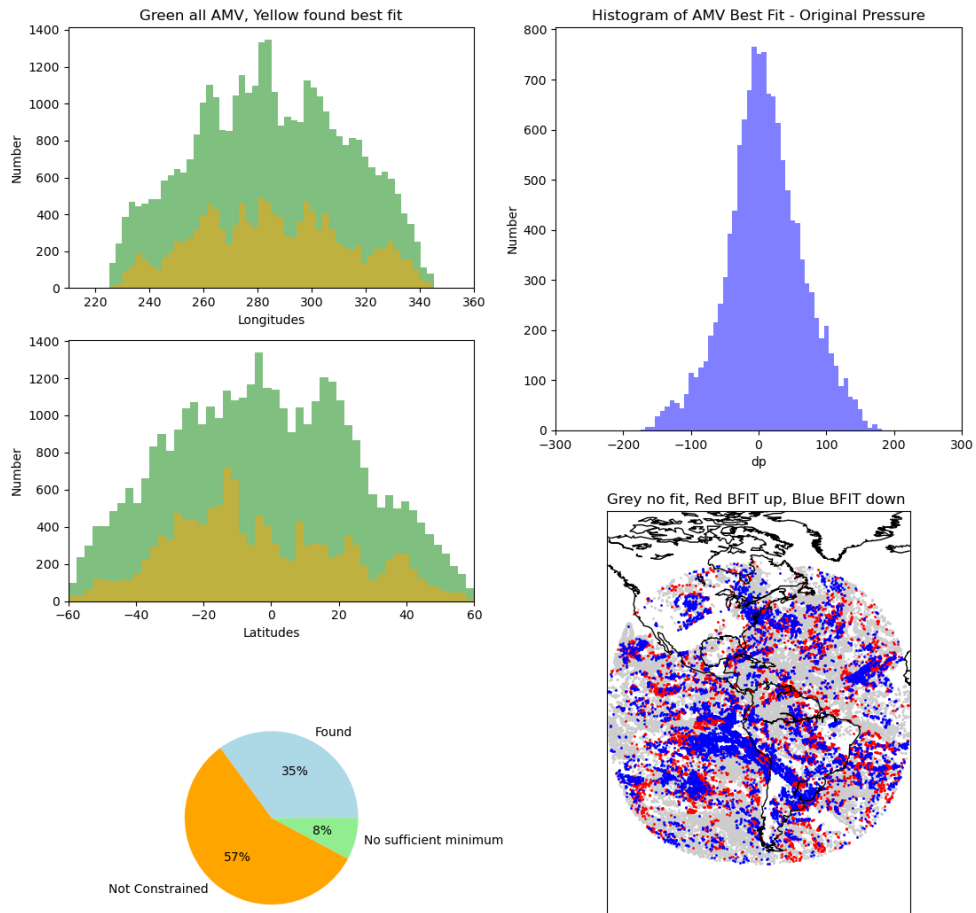 Green all AMV, Yellow found best fit
1400
1200
1000
800
600
400
200
0
Number
220 240 260 280 300 320 340 360
Longitudes
Histogram of AMV Best Fit - Original Pressure
800
700
600
500
400
300
200
100
0
Number
−300 −200 −100 0 100 200 300
dp
1400
1200
1000
800
600
400
200
0
Number
−60 −40 −20 0 20 40 60
Latitudes
Grey no fit, Red BFIT up, Blue BFIT down
Found
35%
No sufficient minimum
8%
57%
Not Constrained